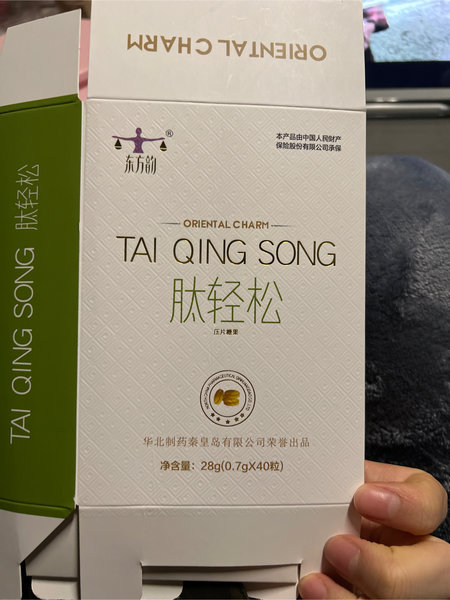 ORIENTAL CHARM
东方韵®
本产品由中国人民财产
保险股份有限公司承保
ORIENTAL CHARM
TAI QING SONG
肽轻松
压片糖果
华北制药秦皇岛有限公司荣誉出品
净含量：28g(0.7gX40粒)
TAI QING SONG 肽轻松